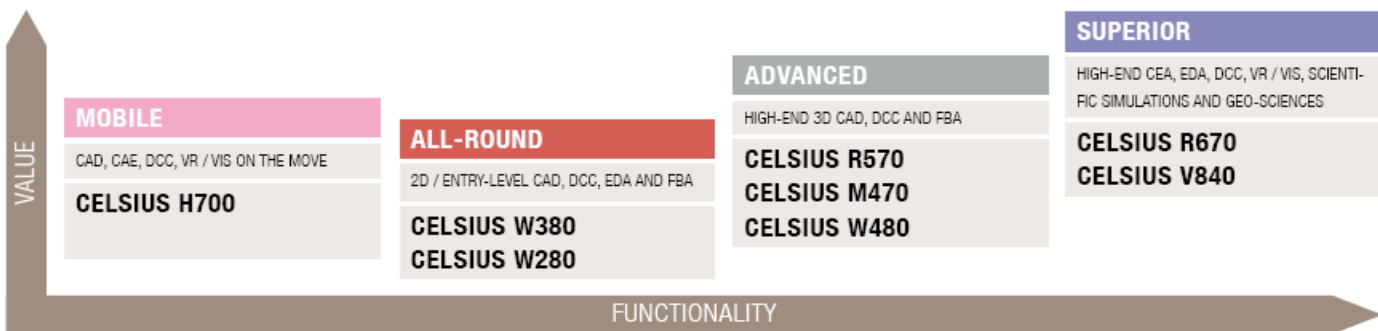 VALUE
MOBILE
CAD, CAE, DCC, VR / VIS ON THE MOVE
CELSIUS H700
ALL-ROUND
2D / ENTRY-LEVEL CAD, DCC, EDA AND FBA
CELSIUS W380
CELSIUS W280
ADVANCED
HIGH-END 3D CAD, DCC AND FBA
CELSIUS R570
CELSIUS M470
CELSIUS W480
SUPERIOR
HIGH-END CEA, EDA, DCC, VR / VIS, SCIENTI-
FIC SIMULATIONS AND GEO-SCIENCES
CELSIUS R670
CELSIUS V840
FUNCTIONALITY